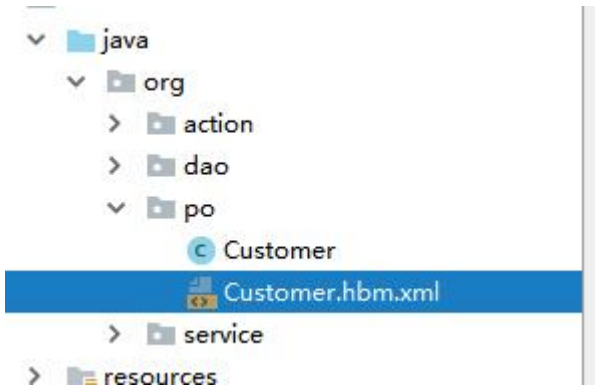 java
org
action
dao
po
Customer
Customer.hbm.xml
service
resources